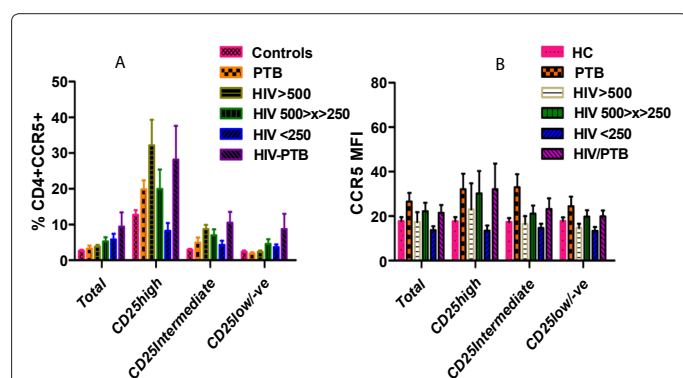 A
Controls
PTB
HIV>500
HIV 500>x>250
HIV <250
HIV-PTB
% CD4+CCR5+
50
40
30
20
10
0
Total
CD25high
CD25Intermediate
CD25low/-ve
B
HC
PTB
HIV>500
HIV 500>x>250
HIV <250
HIV/PTB
CCR5 MFI
80
60
40
20
0
Total
CD25high
CD25Intermediate
CD25low/-ve